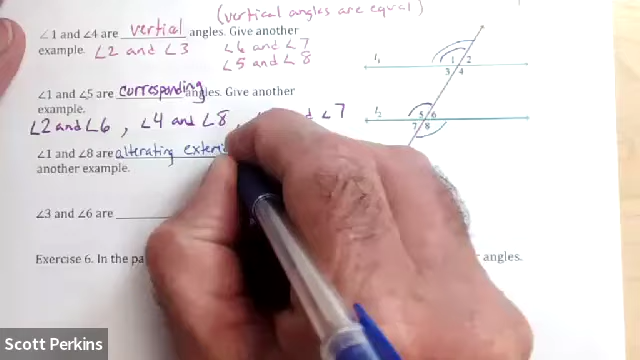 (vertical angles are equal)
∠1 and ∠4 are vertical angles. Give another
example. ∠2 and ∠3 ∠6 and ∠7
∠5 and ∠8
∠1 and ∠5 are corresponding angles. Give another
example.
∠2 and ∠6, ∠4 and ∠8, ∠7
∠1 and ∠8 are alterating
another example.
∠3 and ∠6 are
Exercise 6. In the angles.
l₁ 1 2
3 4
l₂ 5 6
7 8
Scott Perkins